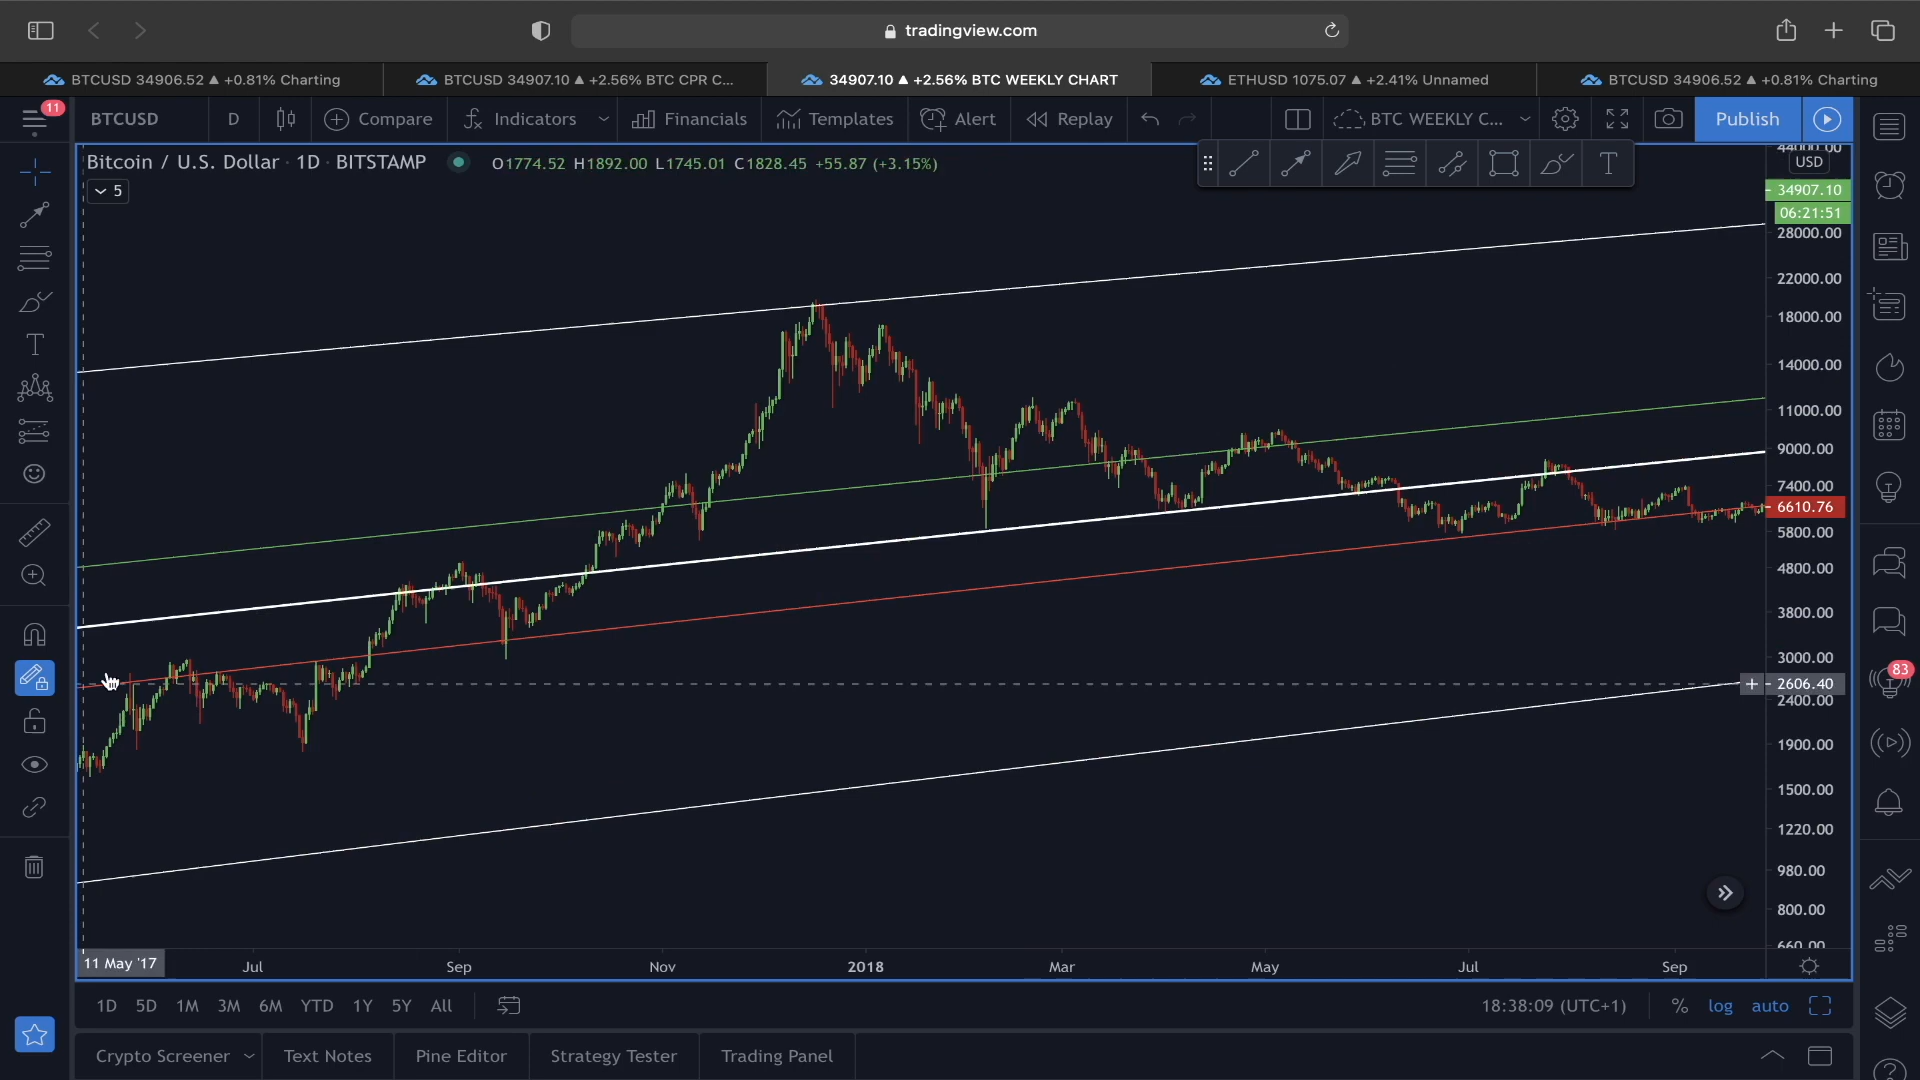 tradingview.com
BTCUSD 34906.52 ▲ +0.81% Charting
BTCUSD 34907.10 ▲ +2.56% BTC CPR C...
34907.10 ▲ +2.56% BTC WEEKLY CHART
ETHUSD 1075.07 ▲ +2.41% Unnamed
BTCUSD 34906.52 ▲ +0.81% Charting
11
BTCUSD
D
Compare
Indicators
Financials
Templates
Alert
Replay
BTC WEEKLY C...
Publish
Bitcoin / U.S. Dollar · 1D · BITSTAMP
O1774.52 H1892.00 L1745.01 C1828.45 +55.87 (+3.15%)
5
T
T
44000.00
USD
34907.10
06:21:51
28000.00
22000.00
18000.00
14000.00
11000.00
9000.00
7400.00
6610.76
5800.00
4800.00
3800.00
3000.00
2606.40
2400.00
1900.00
1500.00
1220.00
980.00
800.00
660.00
83
11 May '17
Jul
Sep
Nov
2018
Mar
May
Jul
Sep
1D
5D
1M
3M
6M
YTD
1Y
5Y
All
18:38:09 (UTC+1)
%
log
auto
Crypto Screener
Text Notes
Pine Editor
Strategy Tester
Trading Panel